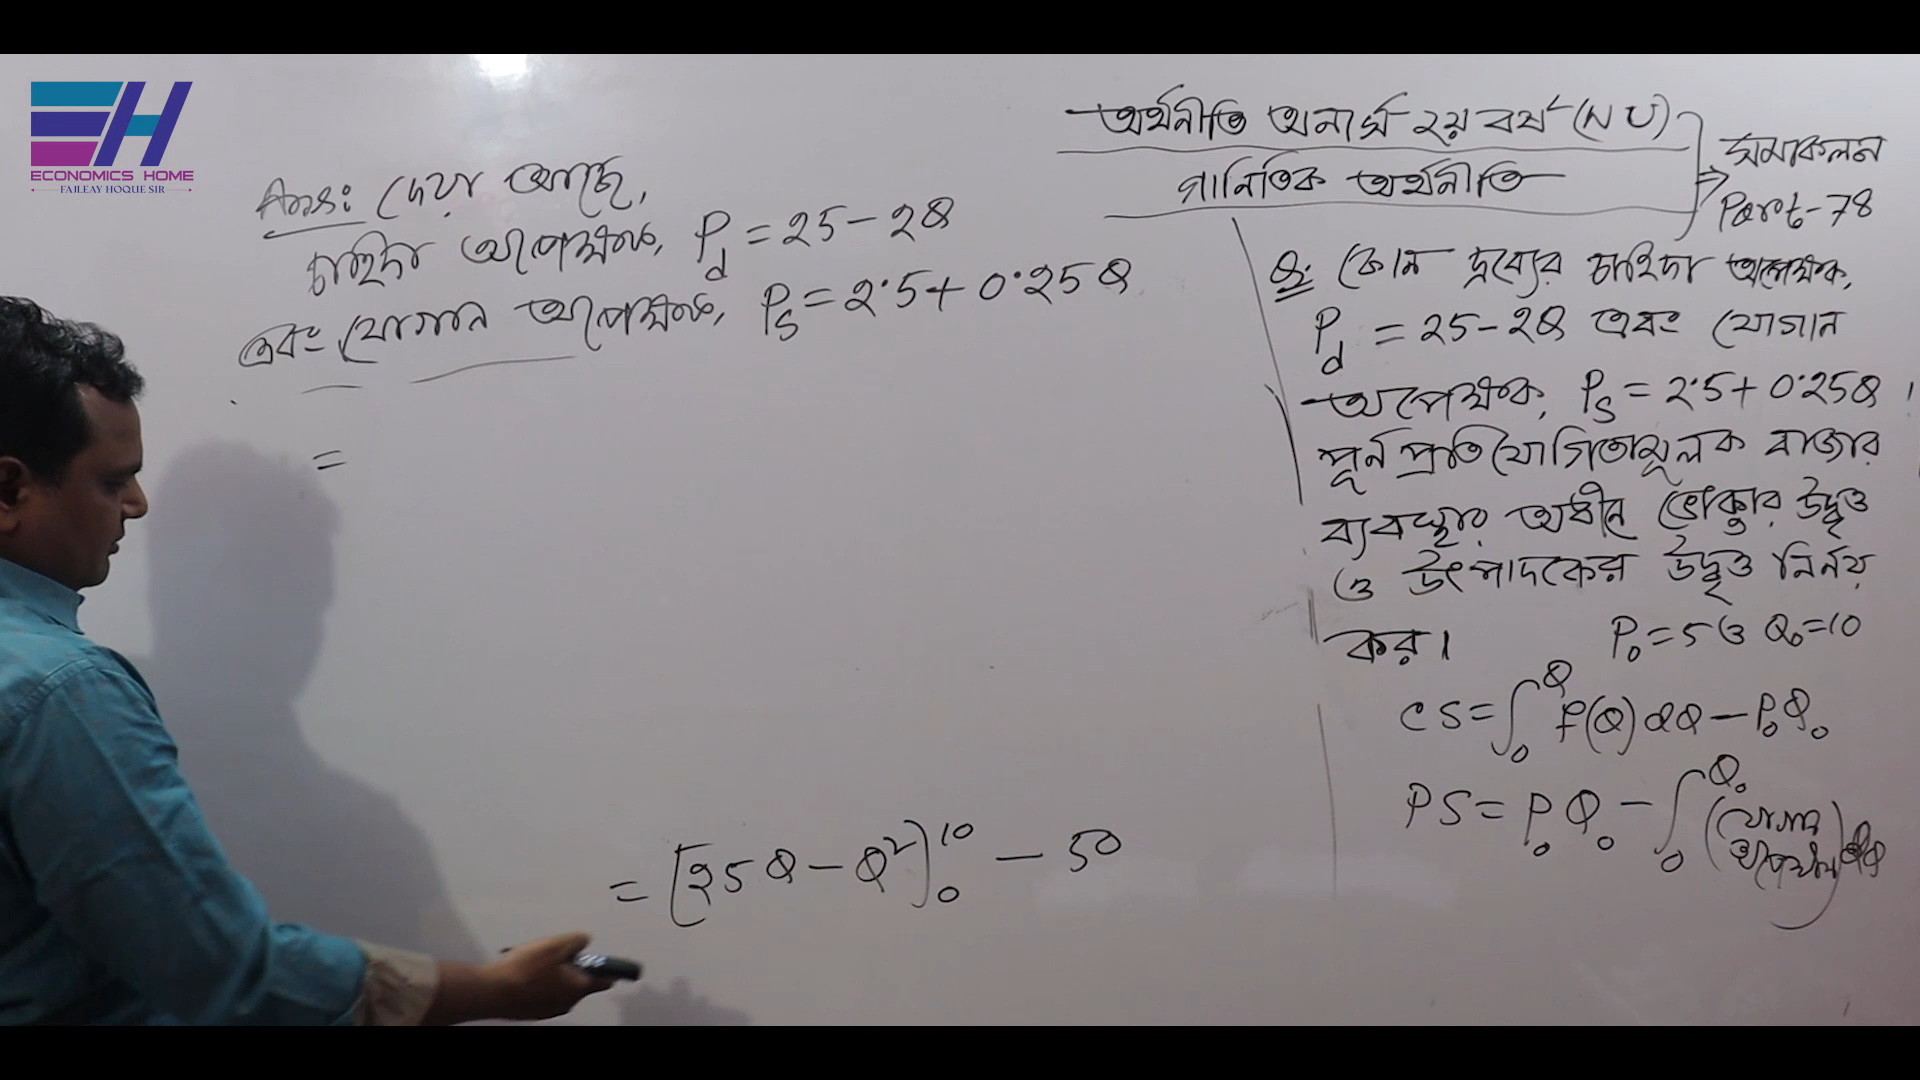 ECONOMICS HOME
FAILEAY HOQUE SIR
অর্থনীতি অনার্স ২য় বর্ষ (NU)
গানিতিক অর্থনীতি
সমাকলন
Part-78
Ans: দেয়া আছে,
চাহিদা অপেক্ষক, Pd = 25 - 2Q
এবং যোগান অপেক্ষক, Ps = 2.5 + 0.25Q
=
= [25Q - Q²]₀¹⁰ - 50
Q: কোন দ্রব্যের চাহিদা অপেক্ষক,
Pd = 25 - 2Q এবং যোগান
অপেক্ষক, Ps = 2.5 + 0.25Q।
পূর্ন প্রতিযোগিতামূলক বাজার
ব্যবস্থার অধীনে ভোক্তার উদ্বৃত্ত
ও উৎপাদকের উদ্বৃত্ত নির্নয়
কর।
P₀ = 5 ও Q₀ = 10
CS = ∫₀^Q f(Q) dQ - P₀Q₀
PS = P₀Q₀ - ∫₀^Q₀ (যোগান অপেক্ষক) dQ